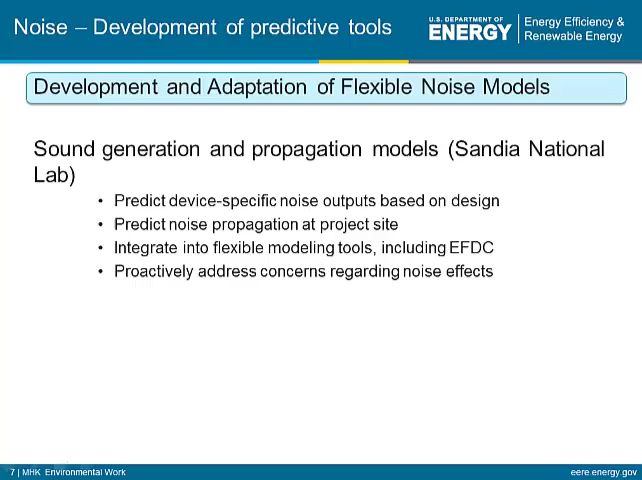 Noise – Development of predictive tools
U.S. DEPARTMENT OF
ENERGY
Energy Efficiency &
Renewable Energy
Development and Adaptation of Flexible Noise Models
Sound generation and propagation models (Sandia National
Lab)
• Predict device-specific noise outputs based on design
• Predict noise propagation at project site
• Integrate into flexible modeling tools, including EFDC
• Proactively address concerns regarding noise effects
7 | MHK Environmental Work
eere.energy.gov